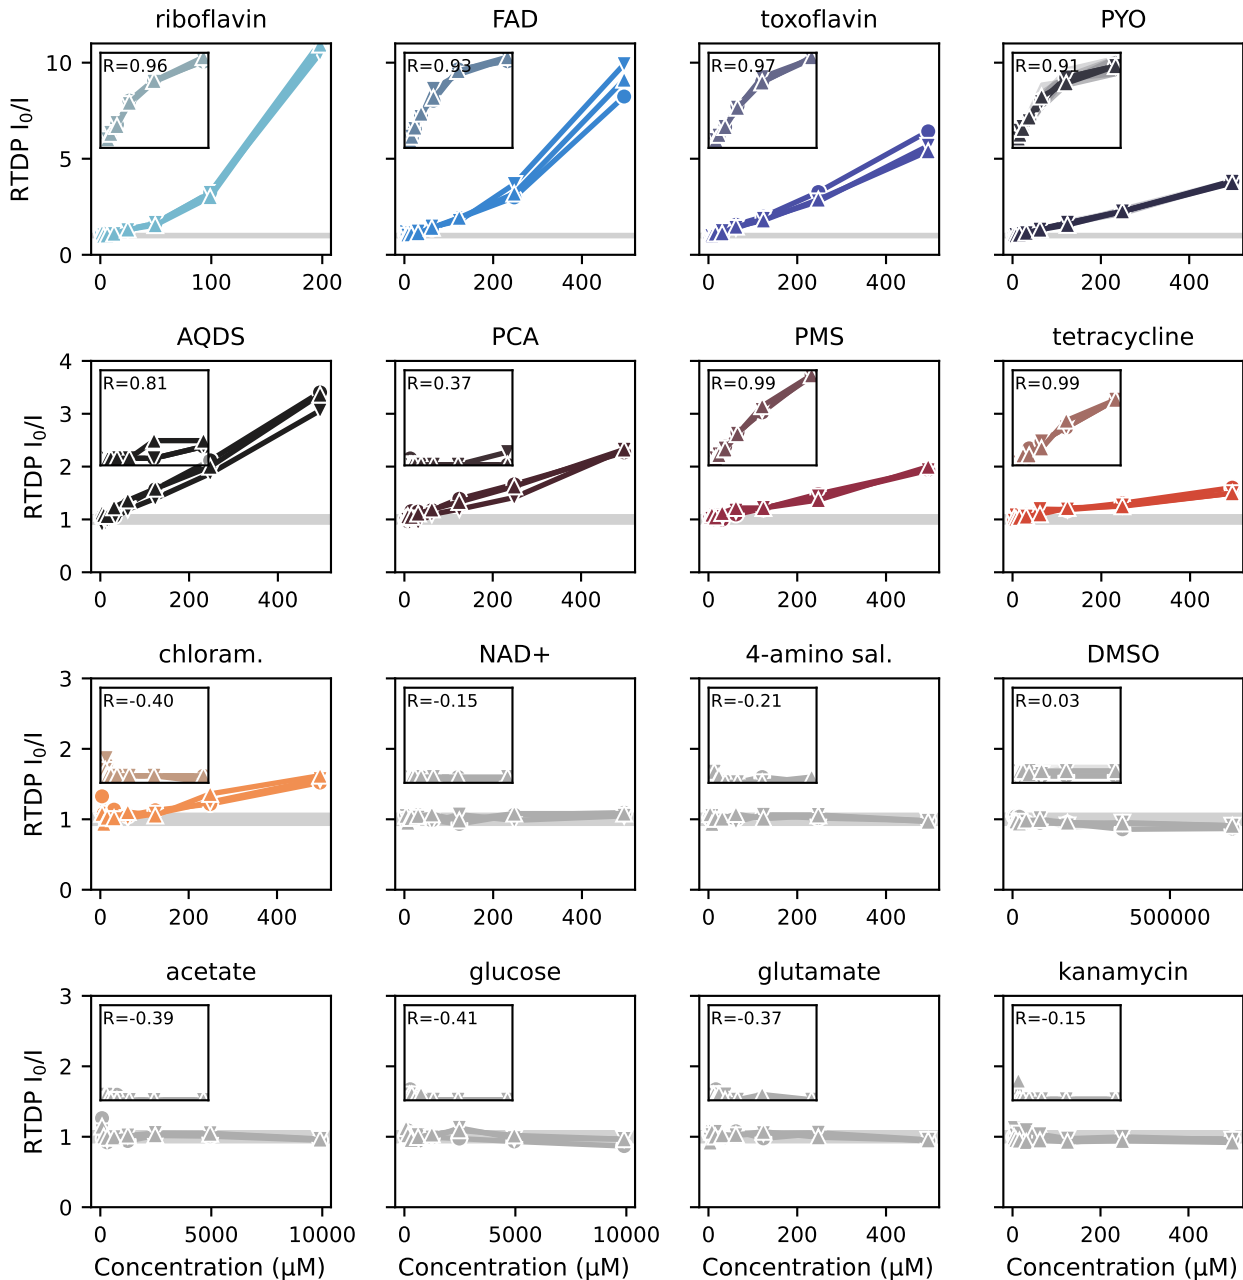 riboflavin FAD toxoflavin PYO
10 R=0.96 R=0.93 R=0.97 R=0.91
RTDP I₀/I
5
0
0 100 200 0 200 400 0 200 400 0 200 400
AQDS PCA PMS tetracycline
4
R=0.81 R=0.37 R=0.99 R=0.99
3
RTDP I₀/I
2
1
0
0 200 400 0 200 400 0 200 400 0 200 400
chloram. NAD+ 4-amino sal. DMSO
3
R=-0.40 R=-0.15 R=-0.21 R=0.03
2
RTDP I₀/I
1
0
0 200 400 0 200 400 0 200 400 0 500000
acetate glucose glutamate kanamycin
3
R=-0.39 R=-0.41 R=-0.37 R=-0.15
2
RTDP I₀/I
1
0
0 5000 10000 0 5000 10000 0 200 400 0 200 400
Concentration (μM) Concentration (μM) Concentration (μM) Concentration (μM)